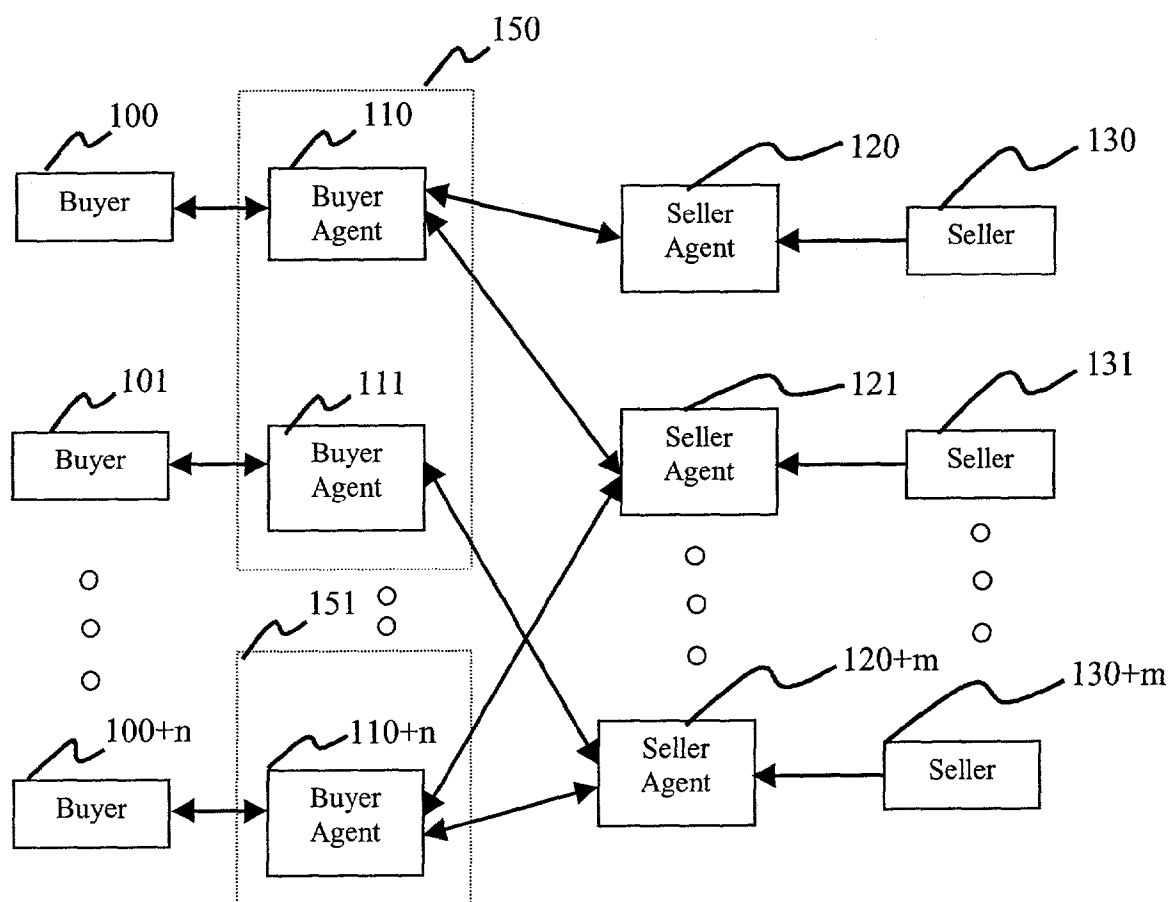 150
100
110
120
130
Buyer
Buyer
Agent
Seller
Agent
Seller
101
111
121
131
Buyer
Buyer
Agent
Seller
Agent
Seller
151
120+m
130+m
100+n
110+n
Buyer
Buyer
Agent
Seller
Agent
Seller